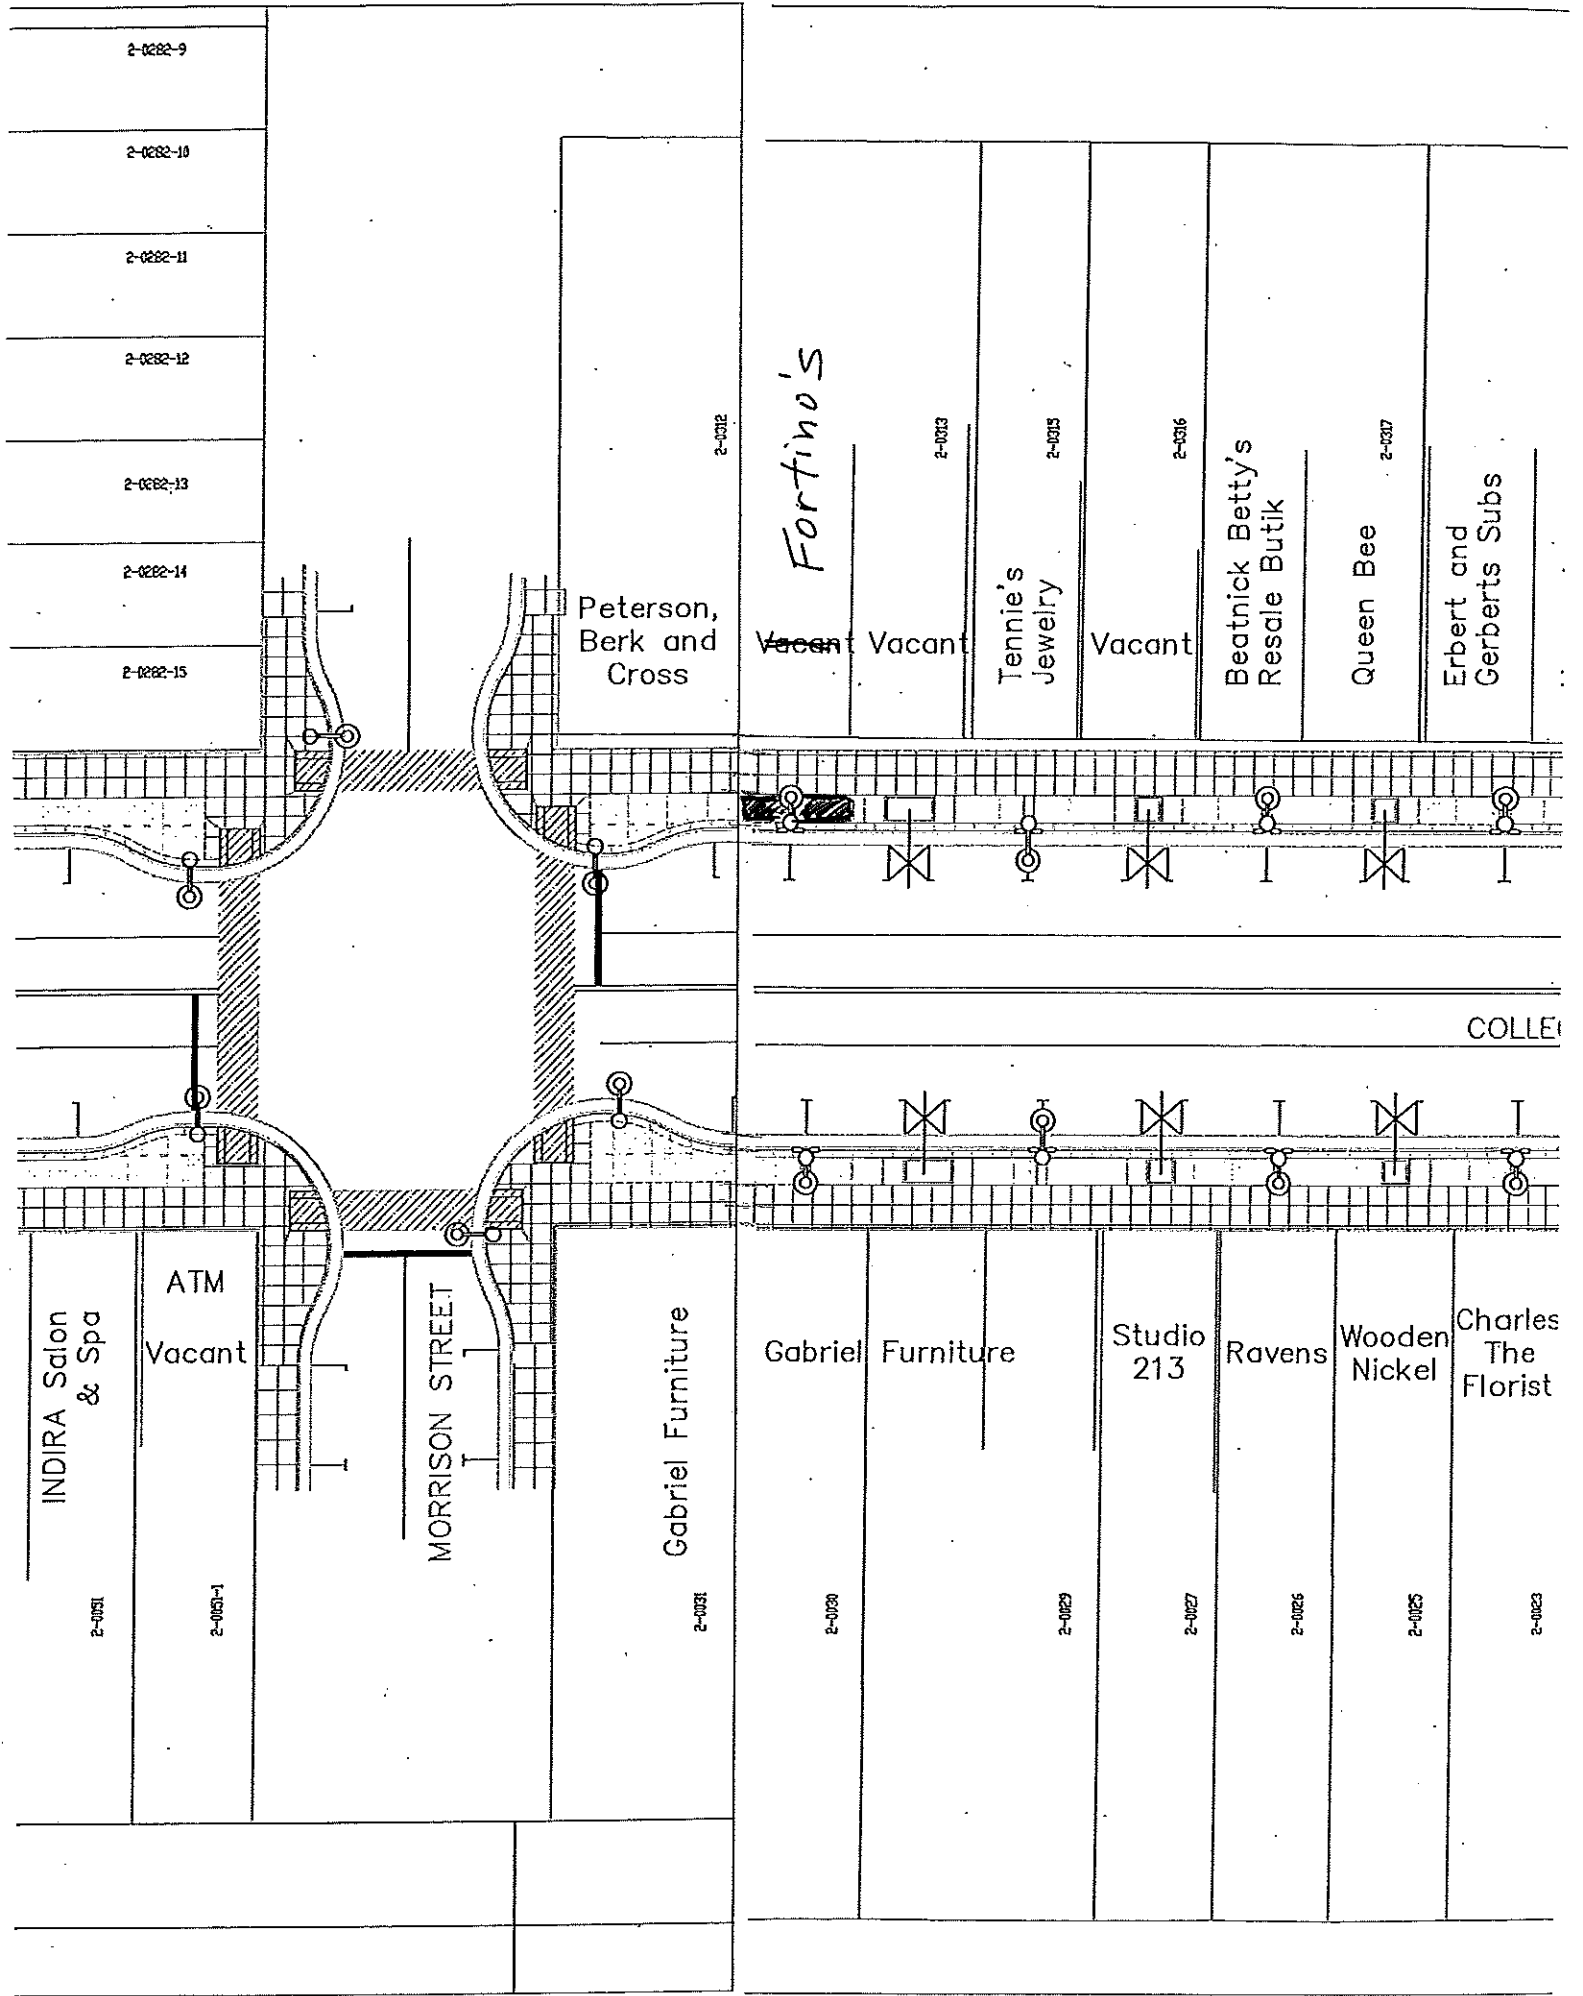 2-0282-9
2-0282-10
2-0282-11
2-0282-12
2-0282-13
2-0282-14
2-0282-15
Peterson,
Berk and
Cross
2-0312
Fortino's
Vacant
Vacant
2-0313
Tennie's
Jewelry
2-0315
Vacant
2-0316
Beatnick Betty's
Resale Butik
Queen Bee
2-0317
Erbert and
Gerberts Subs
COLLE
INDIRA Salon
& Spa
2-0051
ATM
Vacant
2-0051-1
MORRISON STREET
Gabriel Furniture
2-0031
Gabriel Furniture
2-0030
2-0029
Studio
213
2-0027
Ravens
2-0026
Wooden
Nickel
2-0025
Charles
The
Florist
2-0023